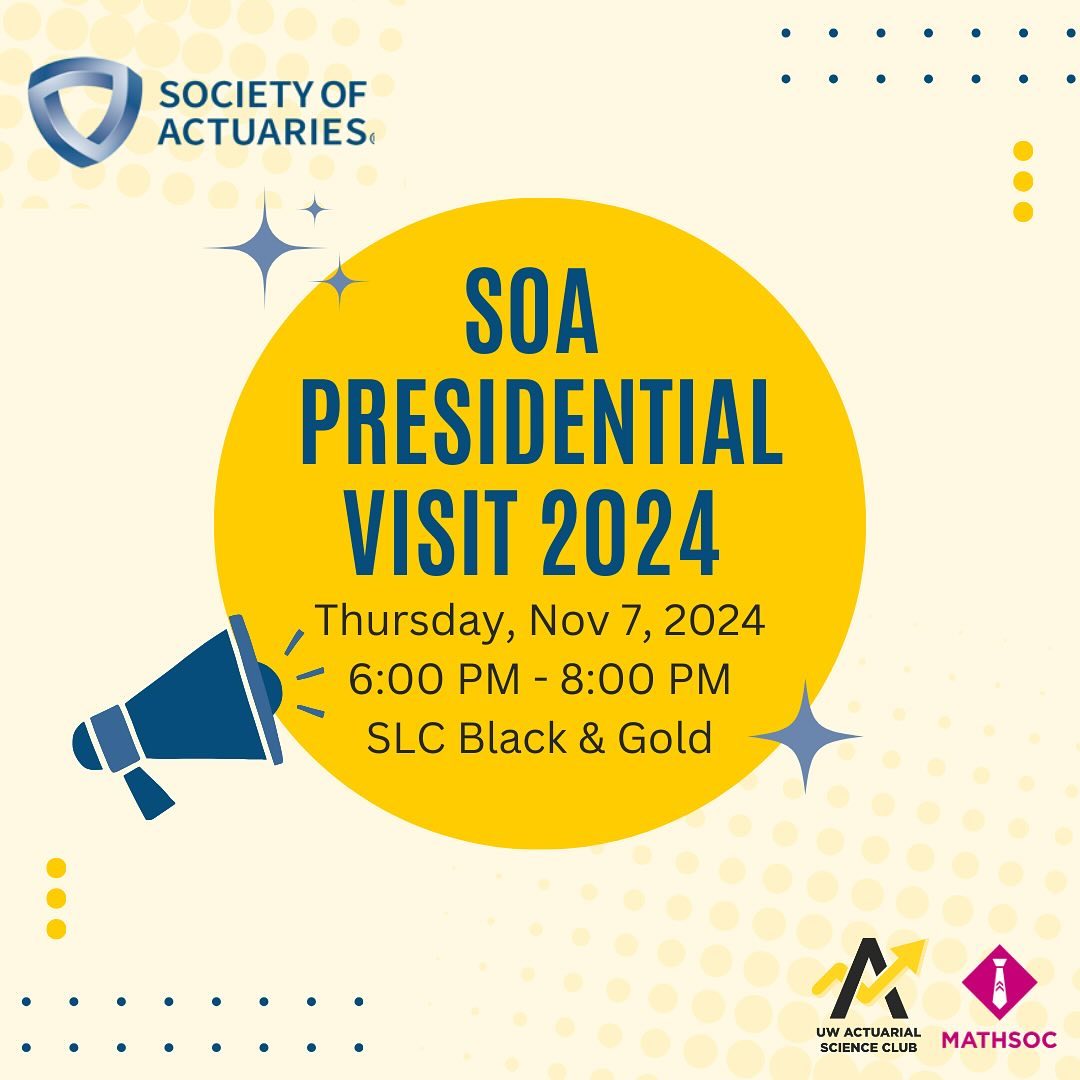 SOCIETY OF
ACTUARIES
SOA
PRESIDENTIAL
VISIT 2024
Thursday, Nov 7, 2024
6:00 PM - 8:00 PM
SLC Black & Gold
UW ACTUARIAL
SCIENCE CLUB
MATHSOC